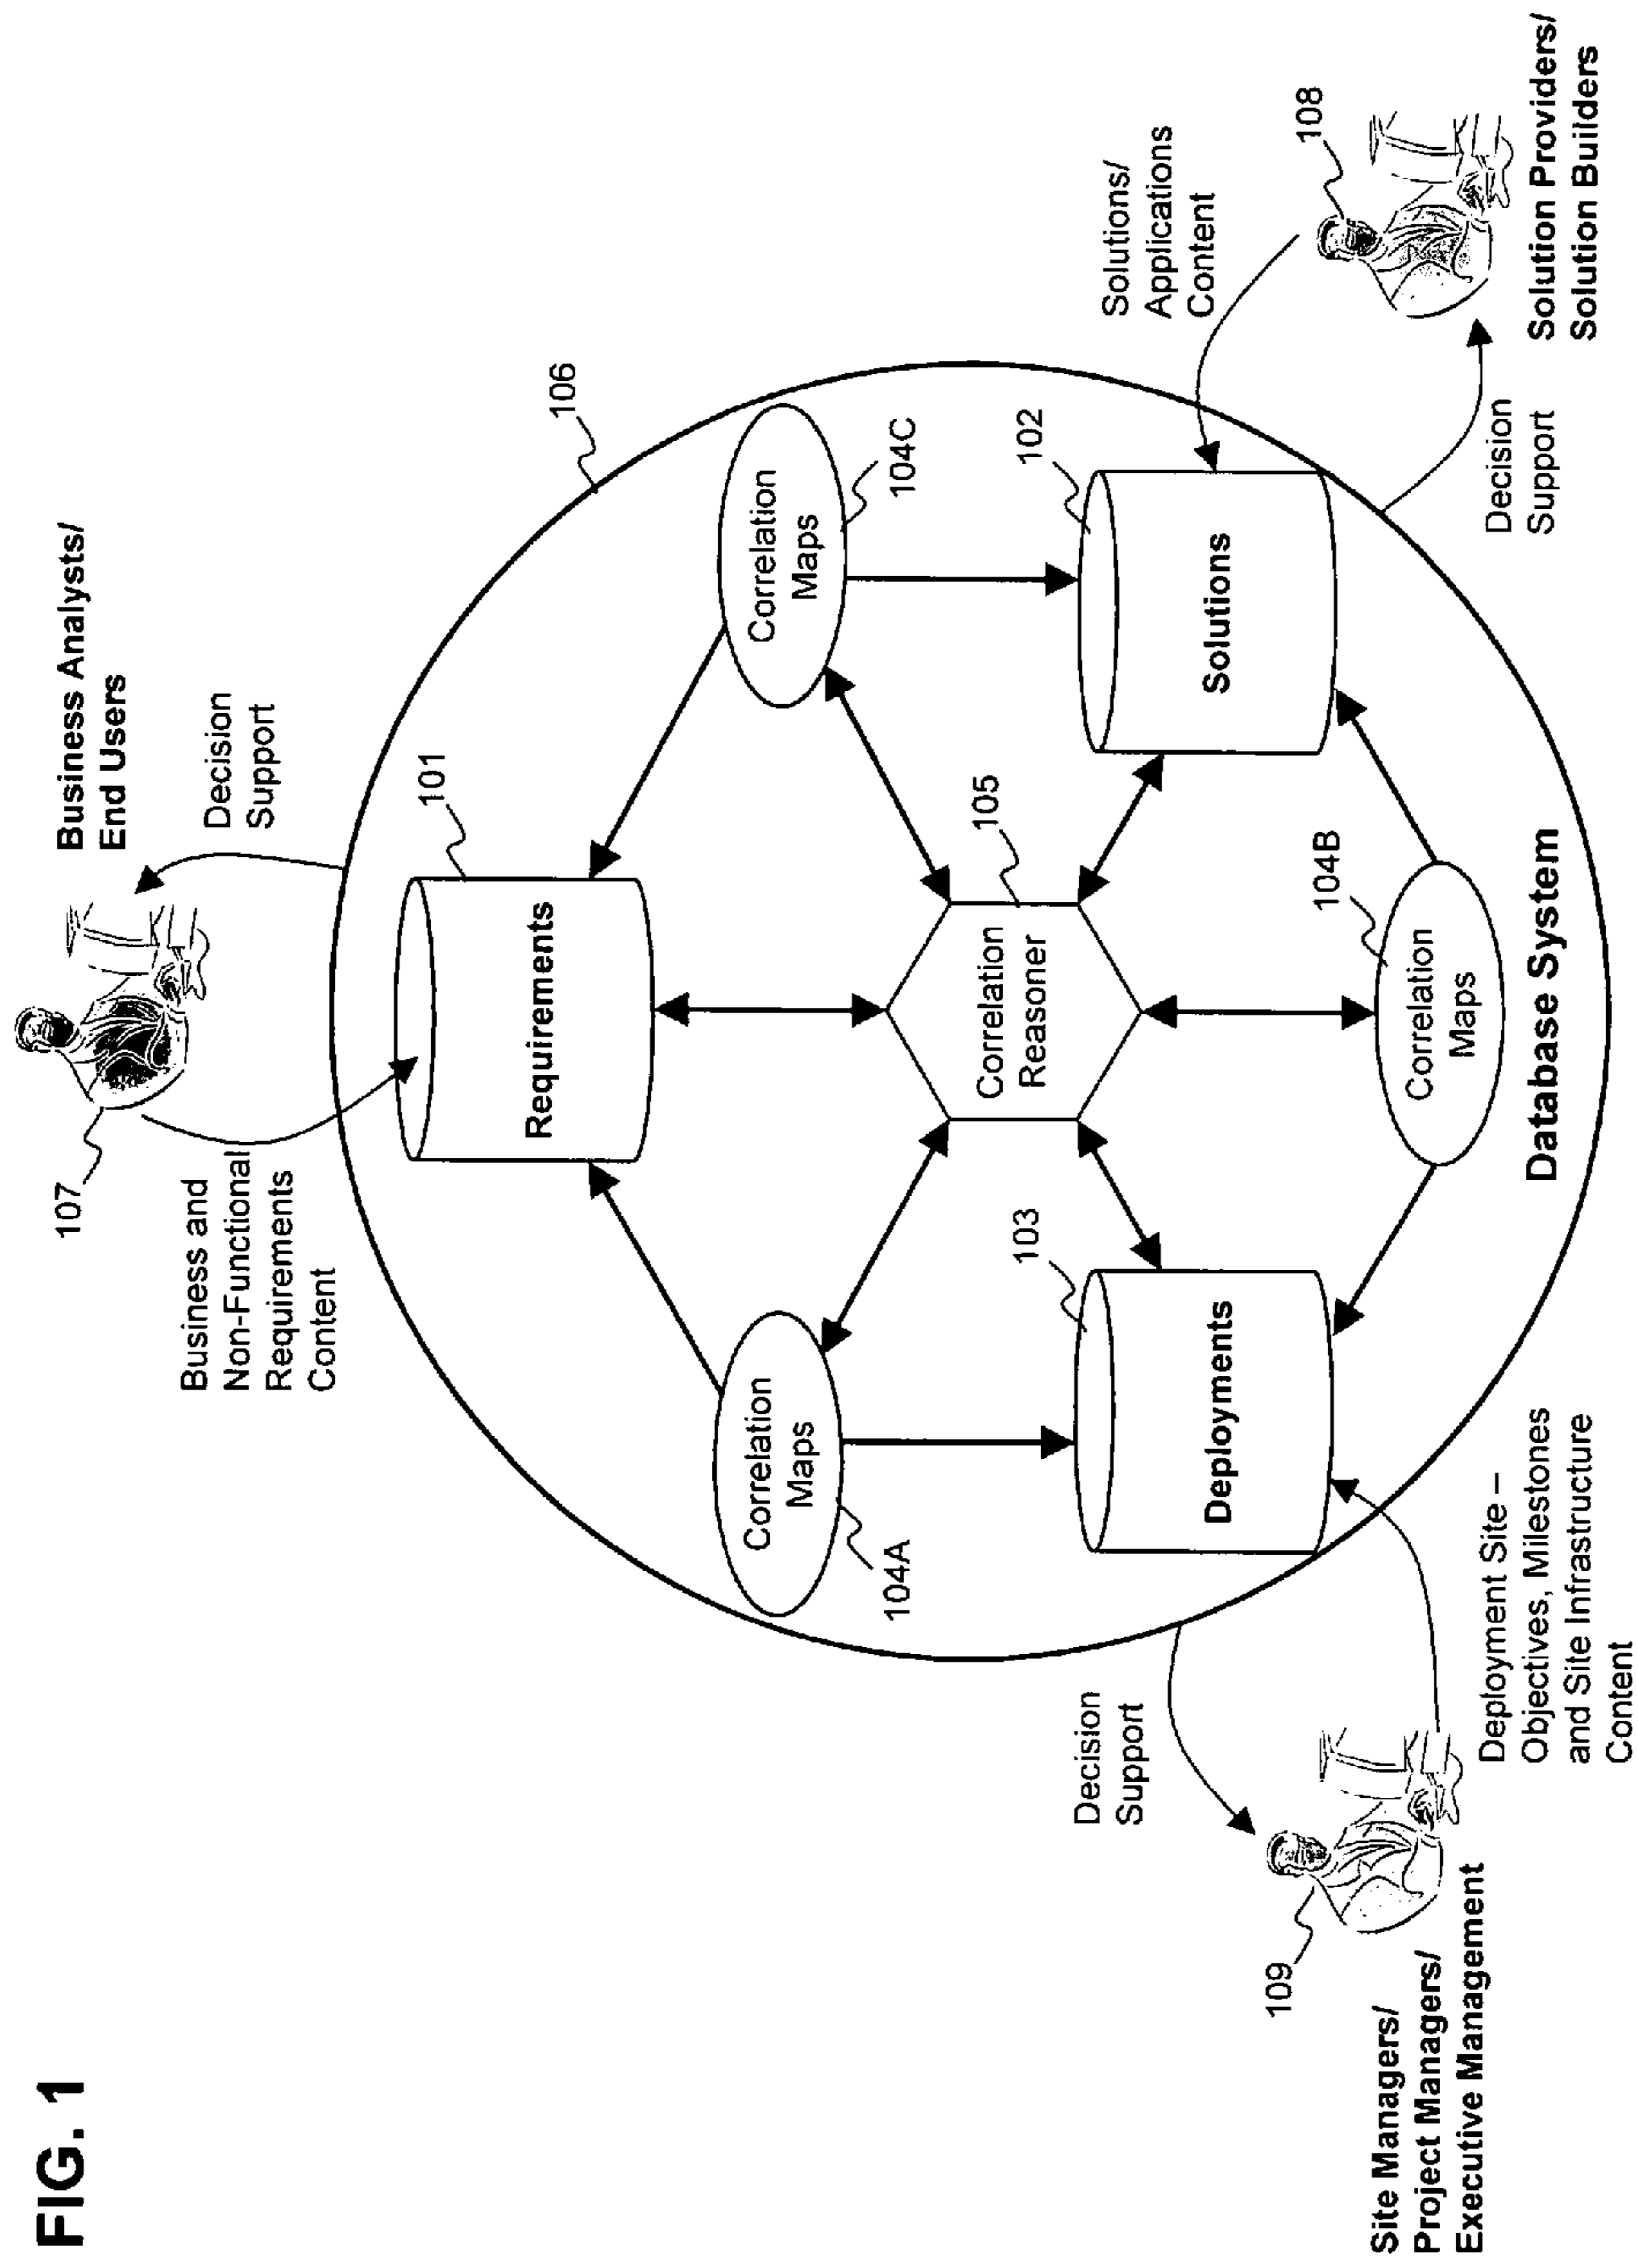 FIG. 1
Business Analysts/
End Users
107
Decision
Support
Business and
Non-Functional
Requirements
Content
101
106
Requirements
Correlation
Maps
104A
Correlation
Maps
104C
Correlation
Reasoner
105
Solutions/
Applications
Content
103
Deployments
102
Solutions
108
Decision
Support
104B
Correlation
Maps
Database System
Decision
Support
Solution Providers/
Solution Builders
109
Site Managers/
Project Managers/
Executive Management
Deployment Site –
Objectives, Milestones
and Site Infrastructure
Content